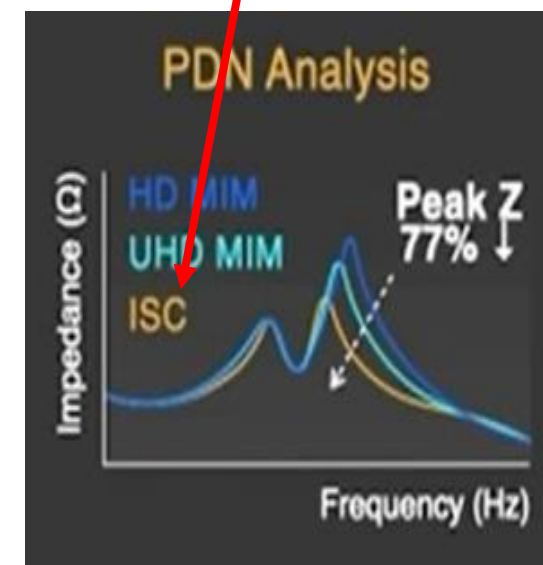 PDN Analysis
Impedance (Ω)
HD MIM
UHD MIM
ISC
Peak Z
77% ↓
Frequency (Hz)